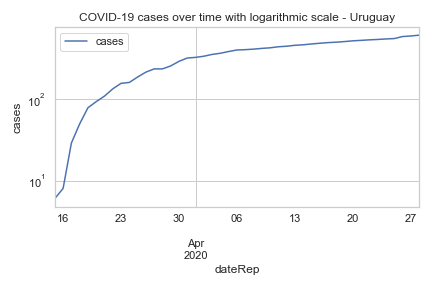 COVID-19 cases over time with logarithmic scale - Uruguay
cases
cases
10²
10¹
16 23 30 06 13 20 27
Apr
2020
dateRep